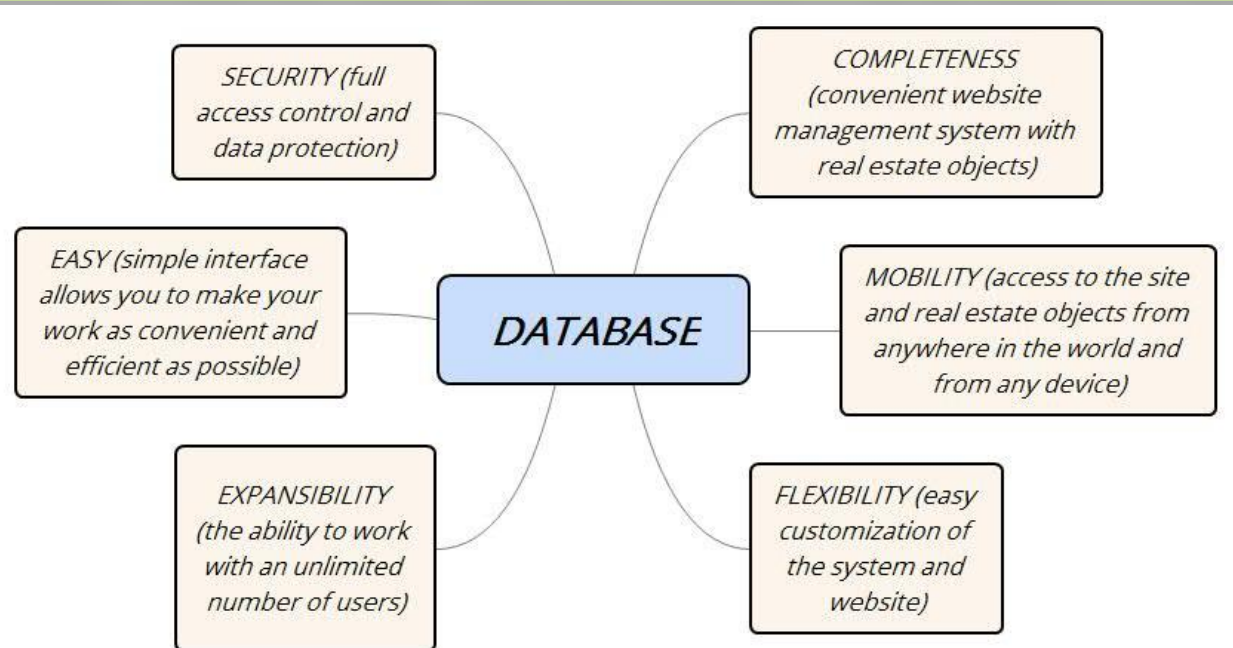 SECURITY (full
access control and
data protection)
COMPLETENESS
(convenient website
management system with
real estate objects)
EASY (simple interface
allows you to make your
work as convenient and
efficient as possible)
DATABASE
MOBILITY (access to the site
and real estate objects from
anywhere in the world and
from any device)
EXPANSIBILITY
(the ability to work
with an unlimited
number of users)
FLEXIBILITY (easy
customization of
the system and
website)